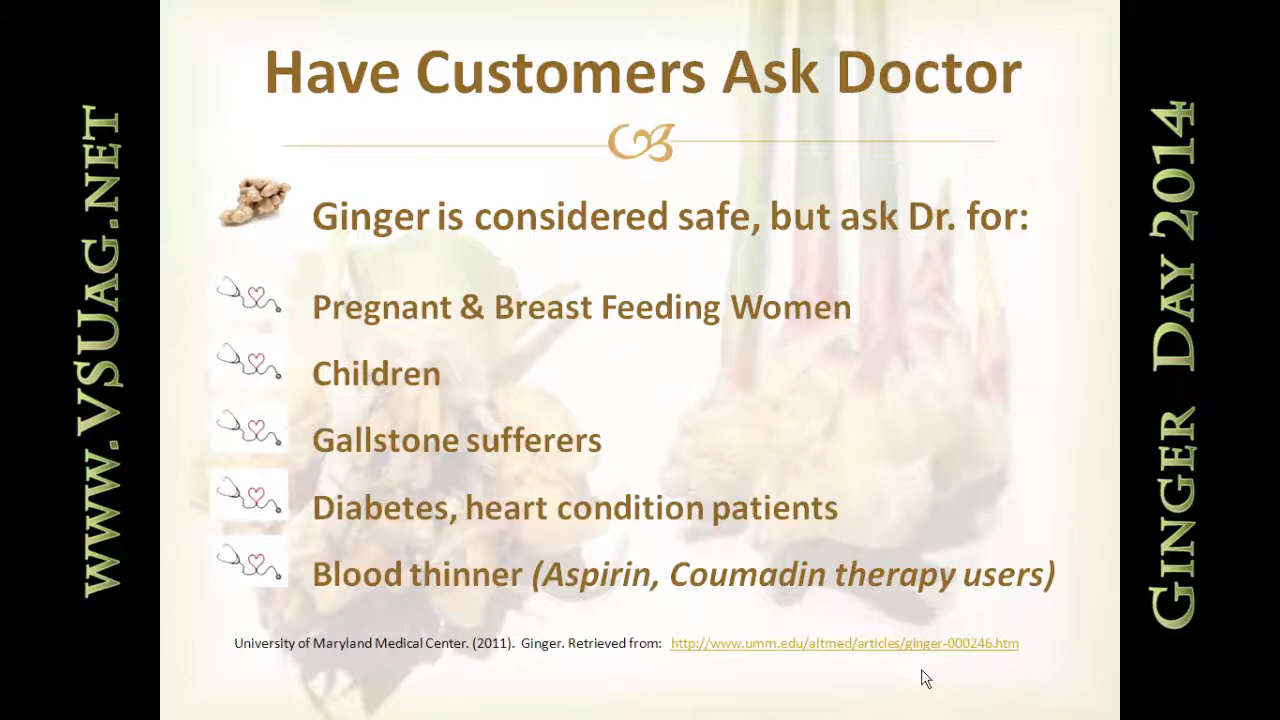 Have Customers Ask Doctor
Ginger is considered safe, but ask Dr. for:
Pregnant & Breast Feeding Women
Children
Gallstone sufferers
Diabetes, heart condition patients
Blood thinner (Aspirin, Coumadin therapy users)
University of Maryland Medical Center. (2011). Ginger. Retrieved from: http://www.umm.edu/altmed/articles/ginger-000246.htm
www.VSUAG.NET
GINGER DAY 2014